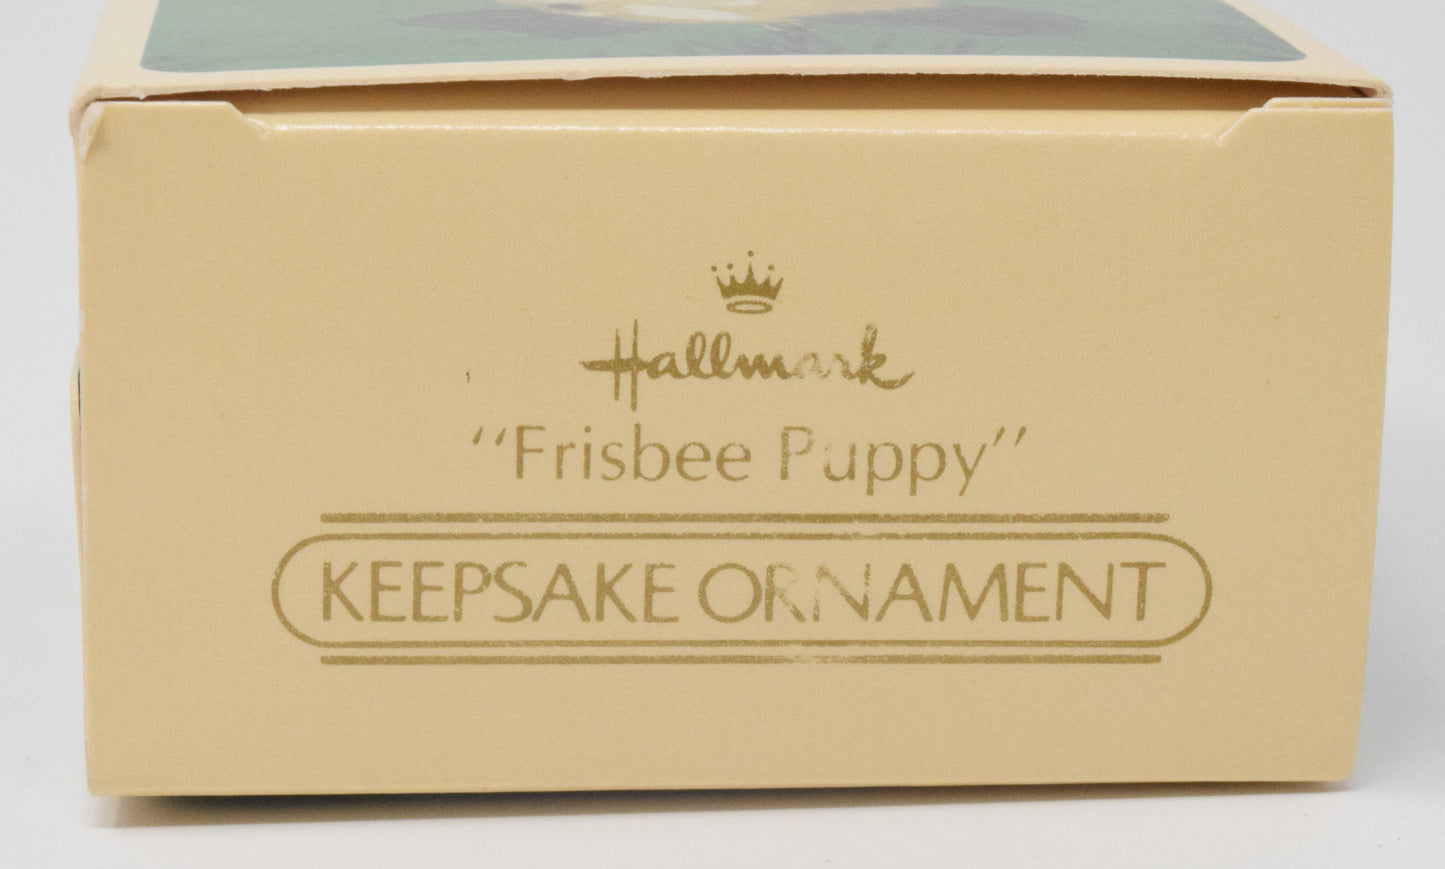 Hallmark
"Frisbee Puppy"
KEEPSAKE ORNAMENT